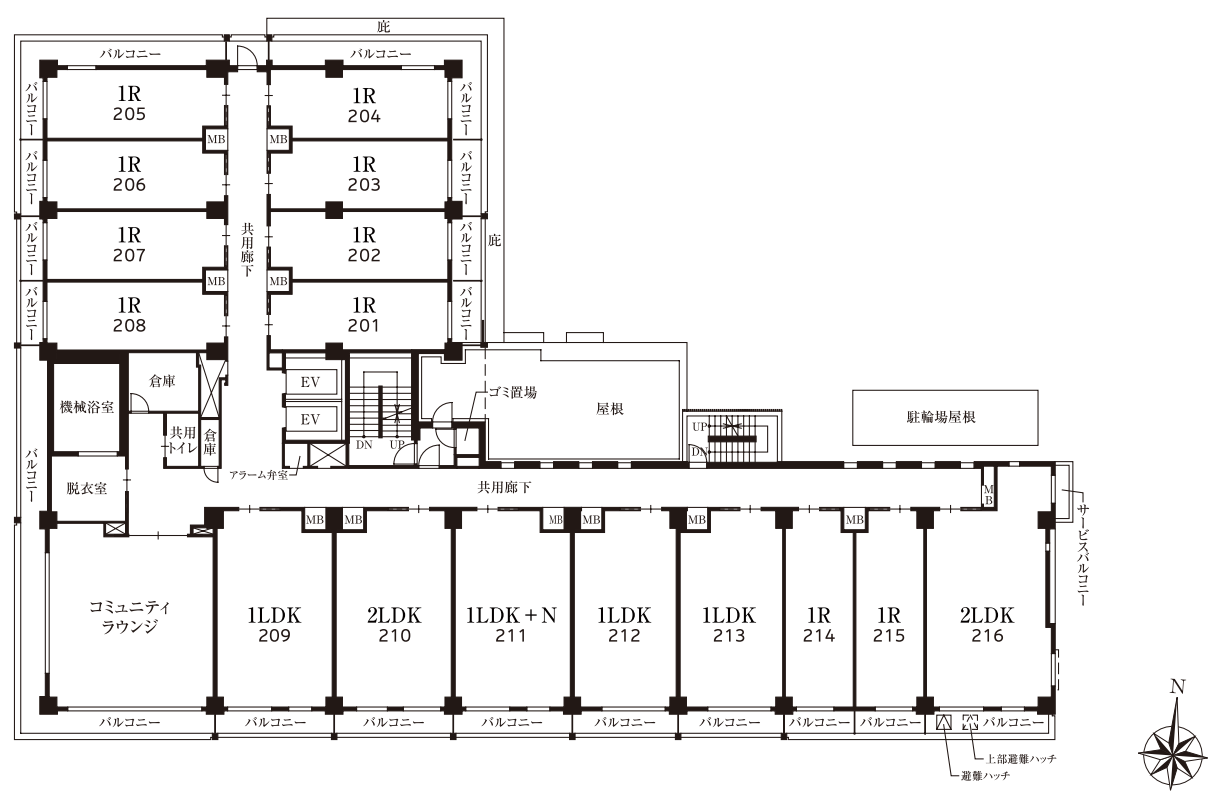 庇
バルコニー
バルコニー
バルコニー
1R
205
1R
204
バルコニー
MB
MB
バルコニー
1R
206
1R
203
バルコニー
バルコニー
1R
207
共用廊下
1R
202
バルコニー
庇
MB
MB
バルコニー
1R
208
1R
201
バルコニー
機械浴室
倉庫
EV
EV
共用
トイレ
倉庫
DN
UP
ゴミ置場
屋根
UP
DN
駐輪場屋根
アラーム弁室
バルコニー
脱衣室
共用廊下
MB
サービスバルコニー
MB
MB
MB
MB
MB
MB
コミュニティ
ラウンジ
1LDK
209
2LDK
210
1LDK+N
211
1LDK
212
1LDK
213
1R
214
1R
215
2LDK
216
バルコニー
バルコニー
バルコニー
バルコニー
バルコニー
バルコニー
バルコニー
バルコニー
バルコニー
上部避難ハッチ
避難ハッチ
N